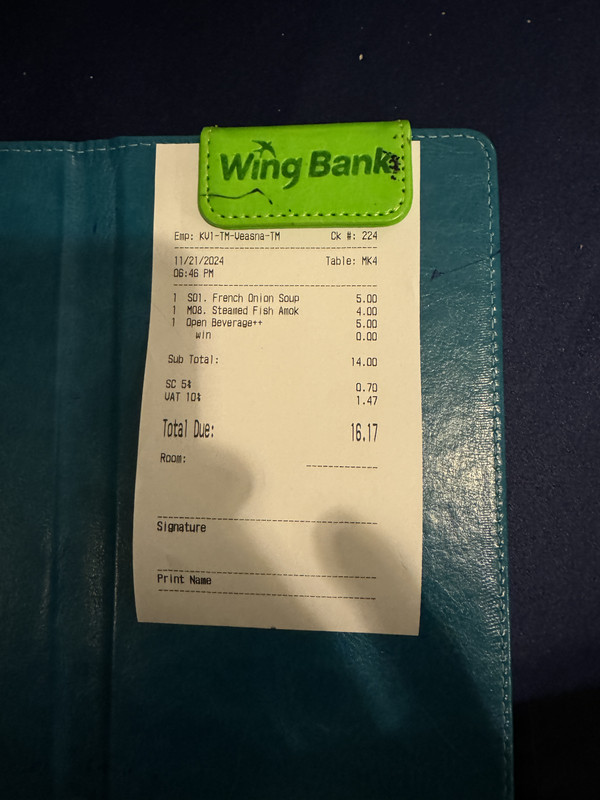 Wing Bank
Emp: KV1-TM-Veasna-TM Ck #: 224
11/21/2024 Table: MK4
06:46 PM
1 S01. French Onion Soup 5.00
1 M08. Steamed Fish Amok 4.00
1 Open Beverage++ 5.00
win 0.00
Sub Total: 14.00
SC 5% 0.70
VAT 10% 1.47
Total Due: 16.17
Room:
Signature
Print Name